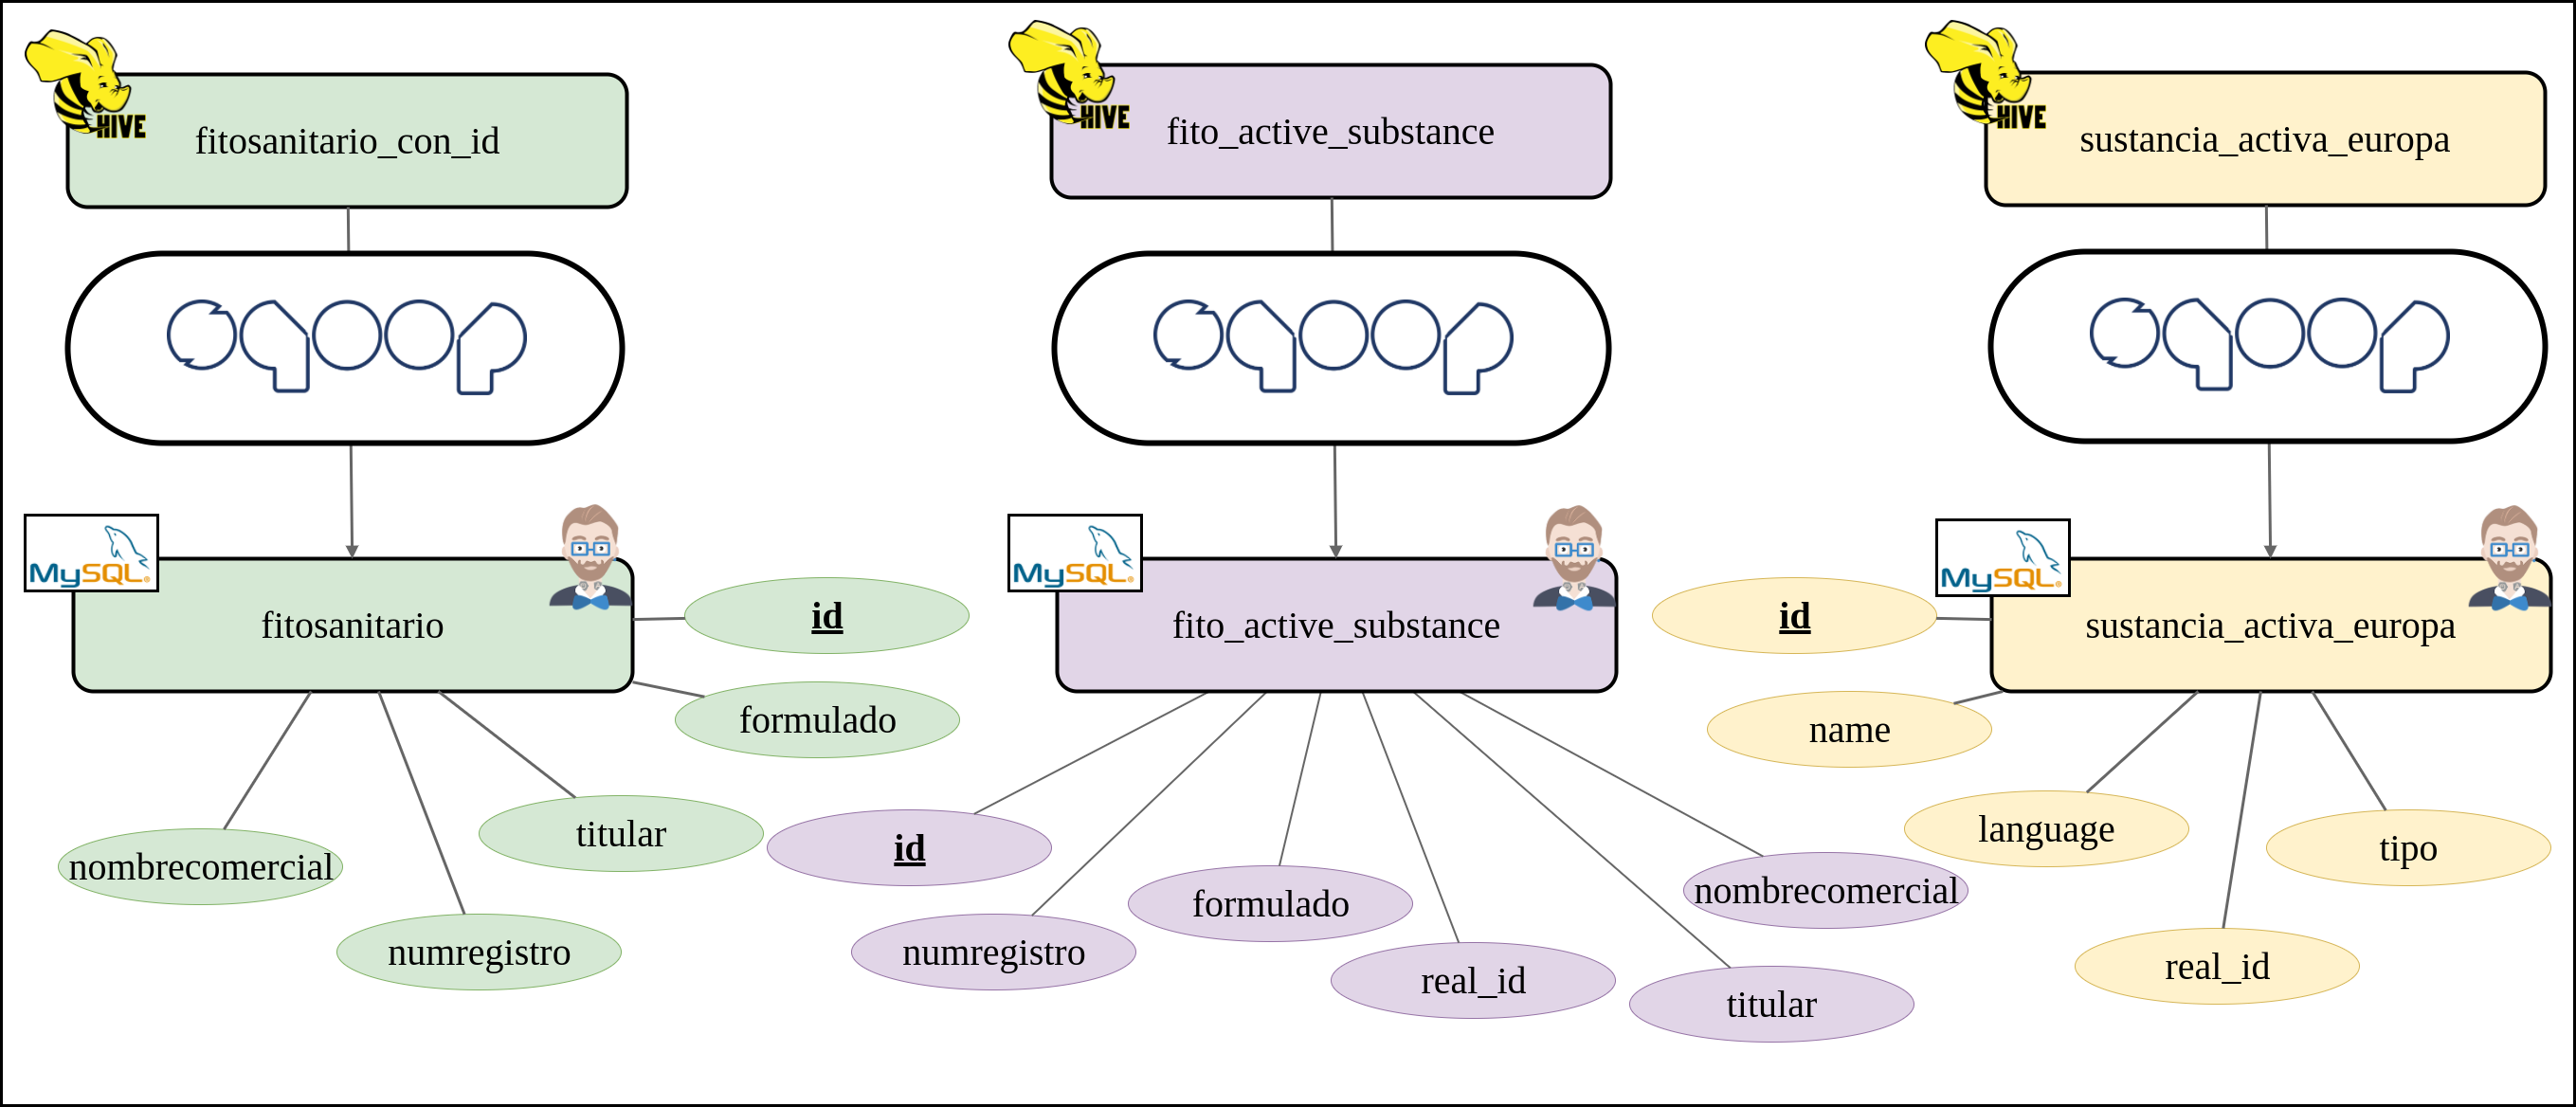 HIVE
fitosanitario_con_id
HIVE
fito_active_substance
HIVE
sustancia_activa_europa
sqoop
sqoop
sqoop
MySQL®
fitosanitario
id
formulado
nombrecomercial
titular
numregistro
MySQL®
fito_active_substance
id
numregistro
formulado
real_id
titular
nombrecomercial
MySQL®
sustancia_activa_europa
id
name
language
real_id
tipo